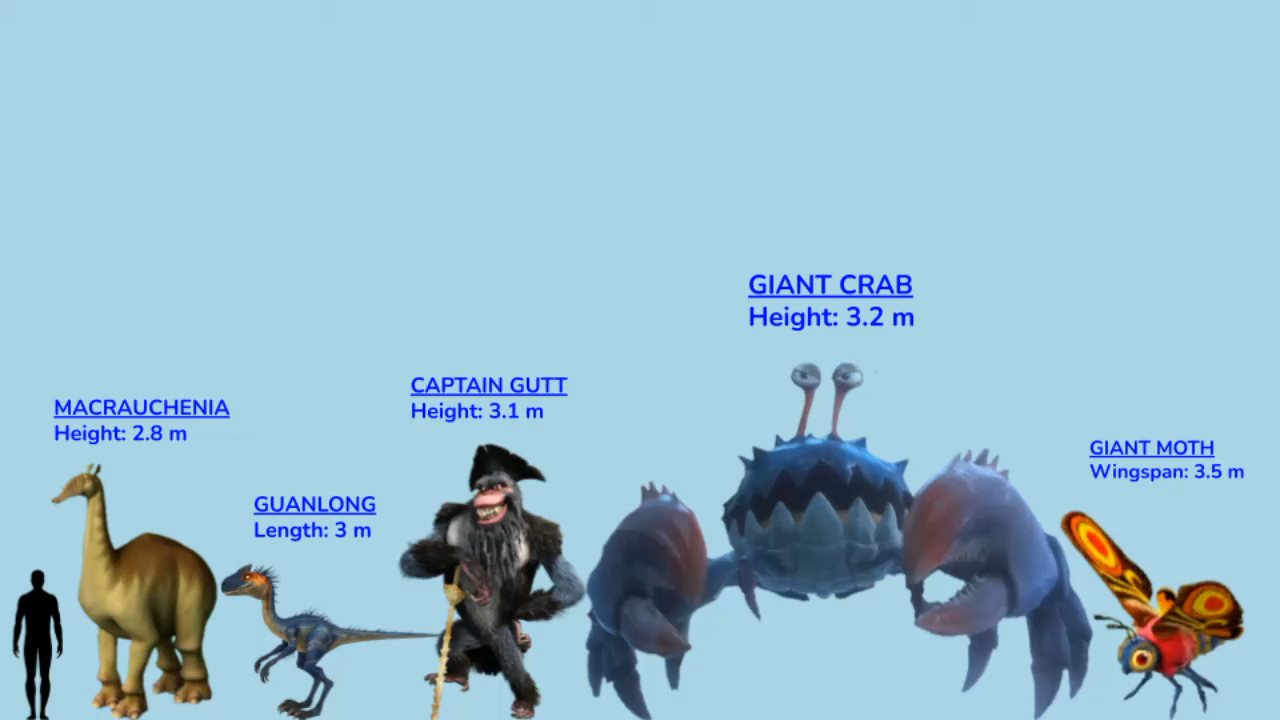 MACRAUCHENIA
Height: 2.8 m
GUANLONG
Length: 3 m
CAPTAIN GUTT
Height: 3.1 m
GIANT CRAB
Height: 3.2 m
GIANT MOTH
Wingspan: 3.5 m